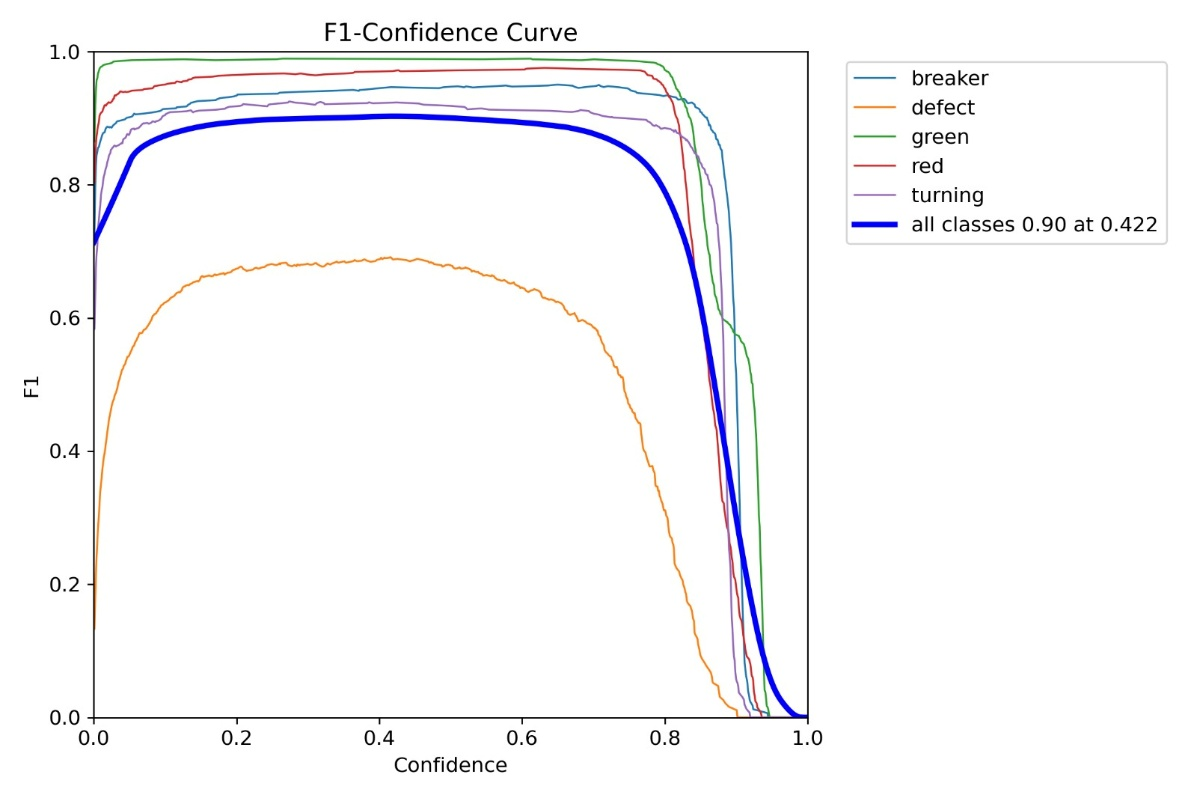 F1-Confidence Curve
1.0
0.8
0.6
0.4
0.2
0.0
F1
0.0 0.2 0.4 0.6 0.8 1.0
Confidence
breaker
defect
green
red
turning
all classes 0.90 at 0.422